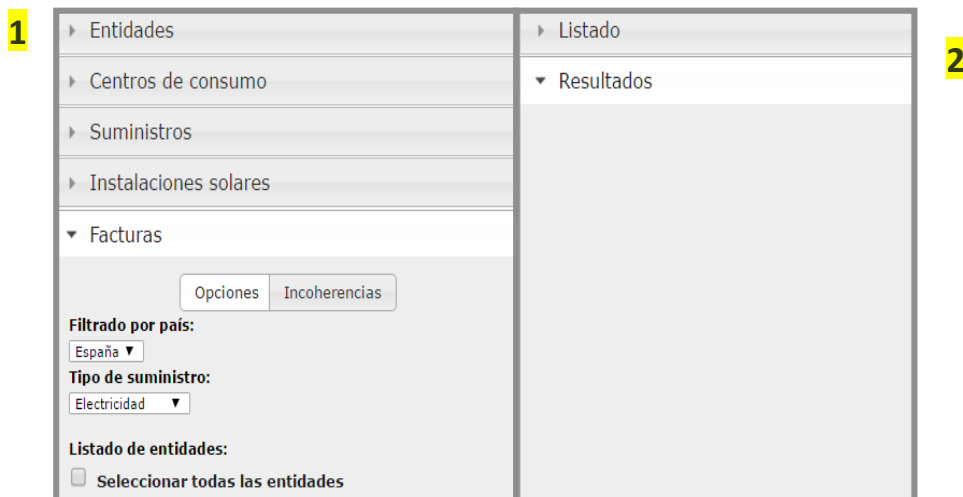 1
Entidades
Centros de consumo
Suministros
Instalaciones solares
Facturas
Opciones Incoherencias
Filtrado por país:
España
Tipo de suministro:
Electricidad
Listado de entidades:
Seleccionar todas las entidades
Listado
Resultados
2